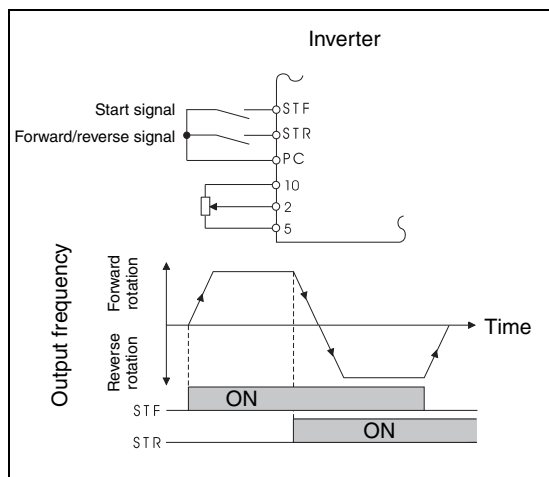 Inverter
Start signal
STF
Forward/reverse signal
STR
PC
10
2
5
Output frequency
Forward
rotation
Reverse
rotation
Time
ON
STF
ON
STR